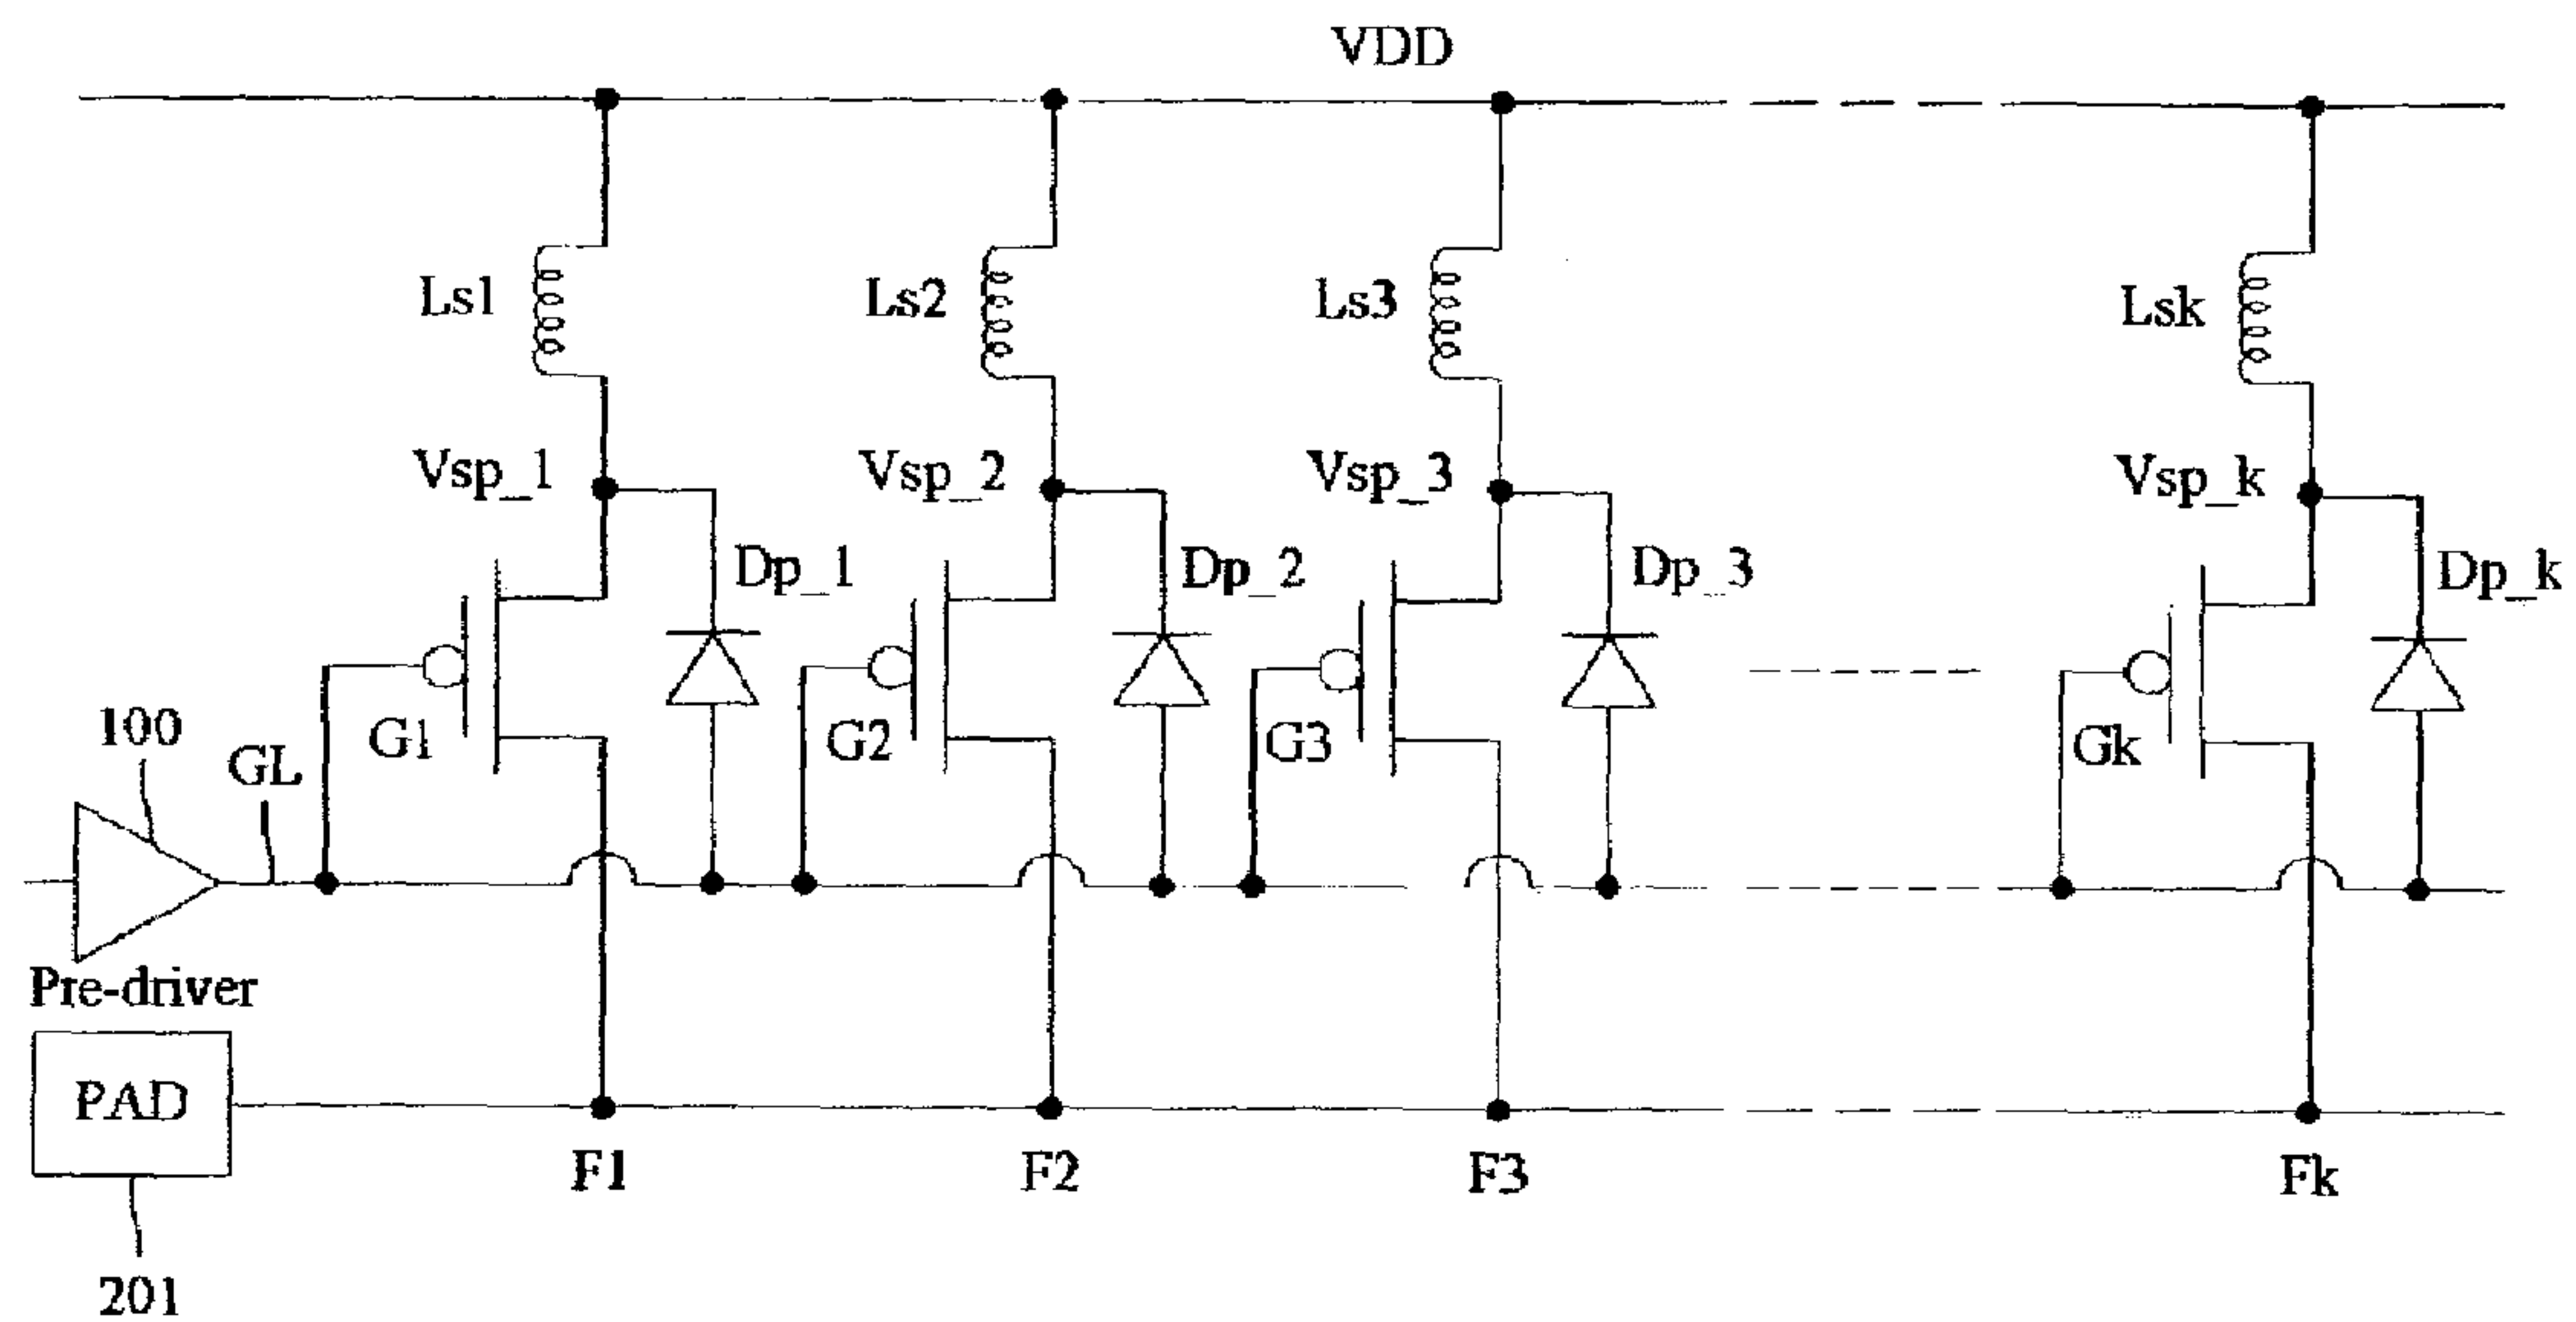 VDD
Ls1 Ls2 Ls3 Lsk
Vsp_1 Vsp_2 Vsp_3 Vsp_k
Dp_1 Dp_2 Dp_3 Dp_k
100 GL G1 G2 G3 Gk
Pre-driver
PAD
F1 F2 F3 Fk
201